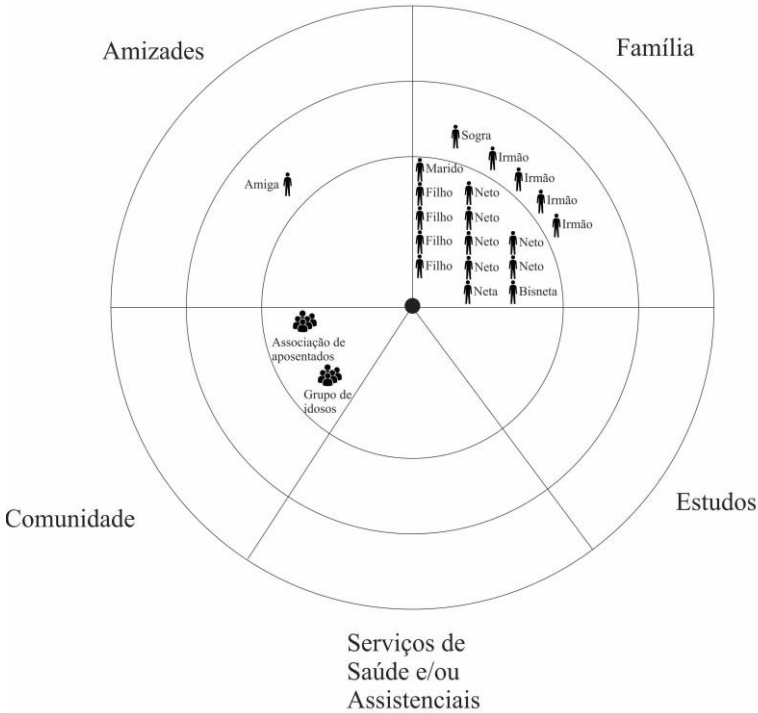 Amizades
Família
Sogra
Irmão
Irmão
Irmão
Irmão
Marido
Filho
Filho
Filho
Filho
Neto
Neto
Neto
Neto
Neta
Neto
Neto
Bisneta
Amiga
Associação de
aposentados
Grupo de
idosos
Comunidade
Estudos
Serviços de
Saúde e/ou
Assistenciais